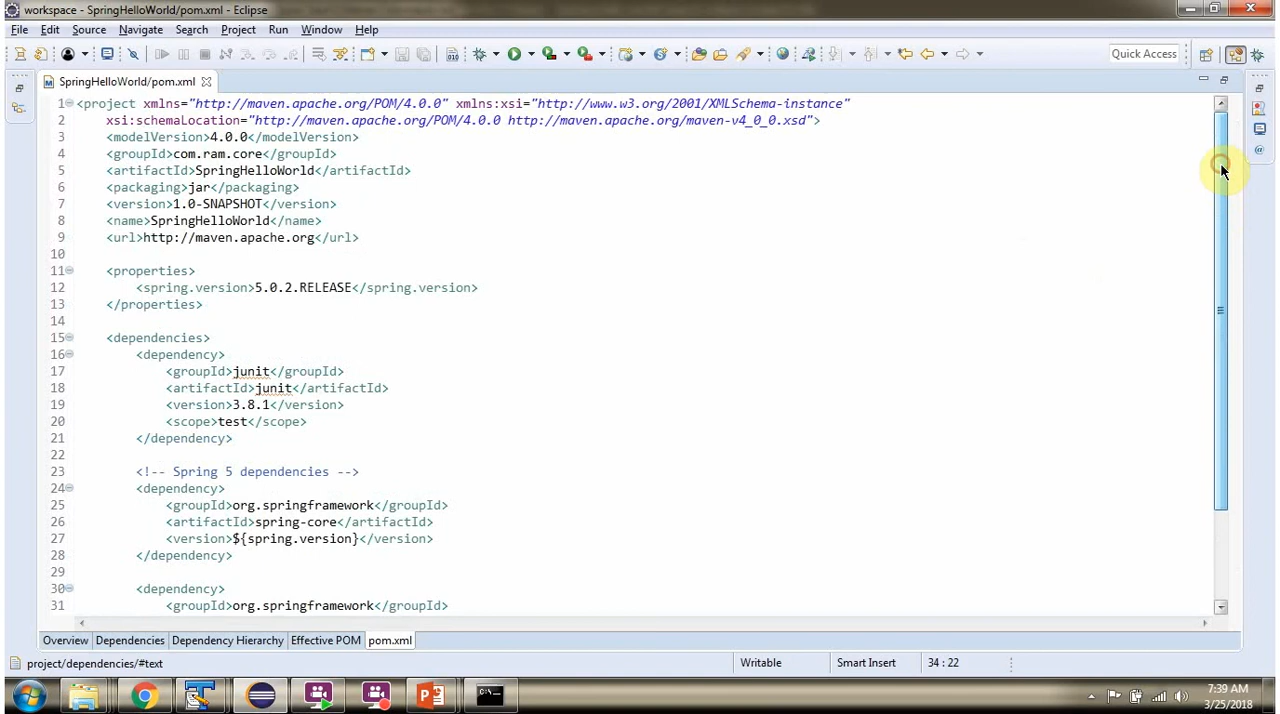 workspace - SpringHelloWorld/pom.xml - Eclipse
File Edit Source Navigate Search Project Run Window Help
Quick Access
SpringHelloWorld/pom.xml
1 <project xmlns="http://maven.apache.org/POM/4.0.0" xmlns:xsi="http://www.w3.org/2001/XMLSchema-instance"
2 xsi:schemaLocation="http://maven.apache.org/POM/4.0.0 http://maven.apache.org/maven-v4_0_0.xsd">
3 <modelVersion>4.0.0</modelVersion>
4 <groupId>com.ram.core</groupId>
5 <artifactId>SpringHelloWorld</artifactId>
6 <packaging>jar</packaging>
7 <version>1.0-SNAPSHOT</version>
8 <name>SpringHelloWorld</name>
9 <url>http://maven.apache.org</url>
10
11 <properties>
12 <spring.version>5.0.2.RELEASE</spring.version>
13 </properties>
14
15 <dependencies>
16 <dependency>
17 <groupId>junit</groupId>
18 <artifactId>junit</artifactId>
19 <version>3.8.1</version>
20 <scope>test</scope>
21 </dependency>
22
23 <!-- Spring 5 dependencies -->
24 <dependency>
25 <groupId>org.springframework</groupId>
26 <artifactId>spring-core</artifactId>
27 <version>${spring.version}</version>
28 </dependency>
29
30 <dependency>
31 <groupId>org.springframework</groupId>
Overview Dependencies Dependency Hierarchy Effective POM pom.xml
project/dependencies/#text Writable Smart Insert 34 : 22
7:39 AM
3/25/2018